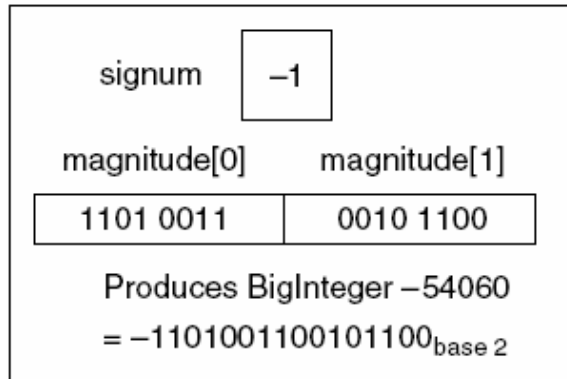 signum –1
magnitude[0] magnitude[1]
1101 0011 0010 1100
Produces BigInteger –54060
= –1101001100101100base 2